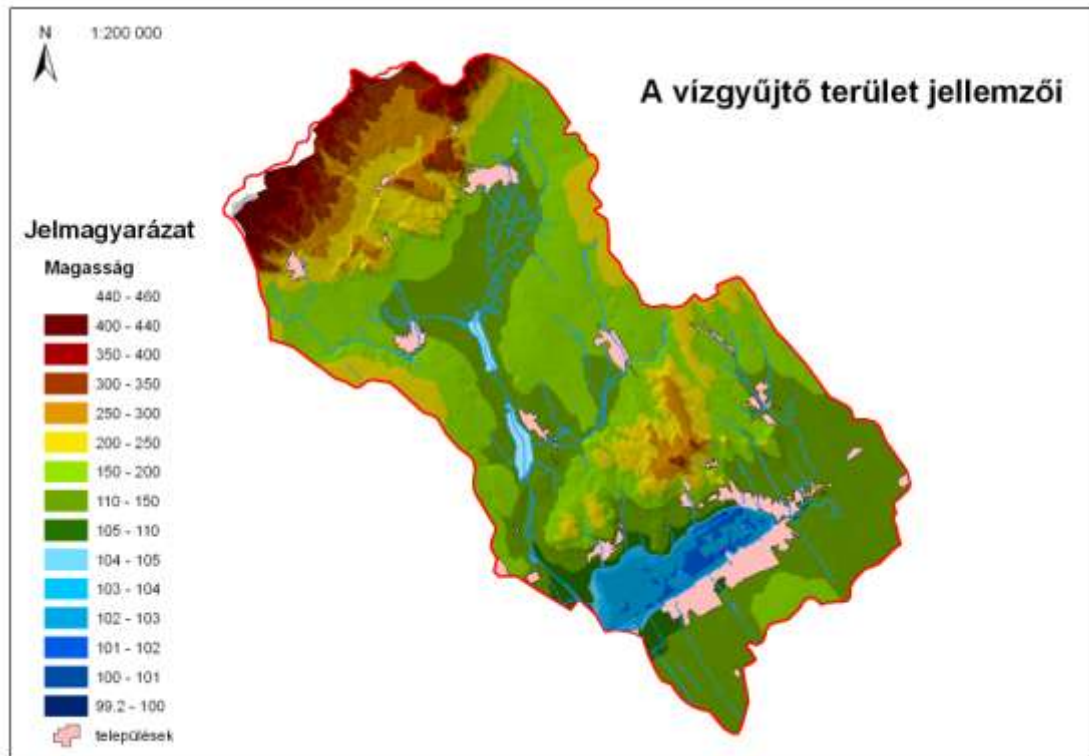 N
1:200 000
A vízgyűjtő terület jellemzői
Jelmagyarázat
Magasság
440 - 460
400 - 440
350 - 400
300 - 350
250 - 300
200 - 250
150 - 200
110 - 150
105 - 110
104 - 105
103 - 104
102 - 103
101 - 102
100 - 101
99.2 - 100
települések